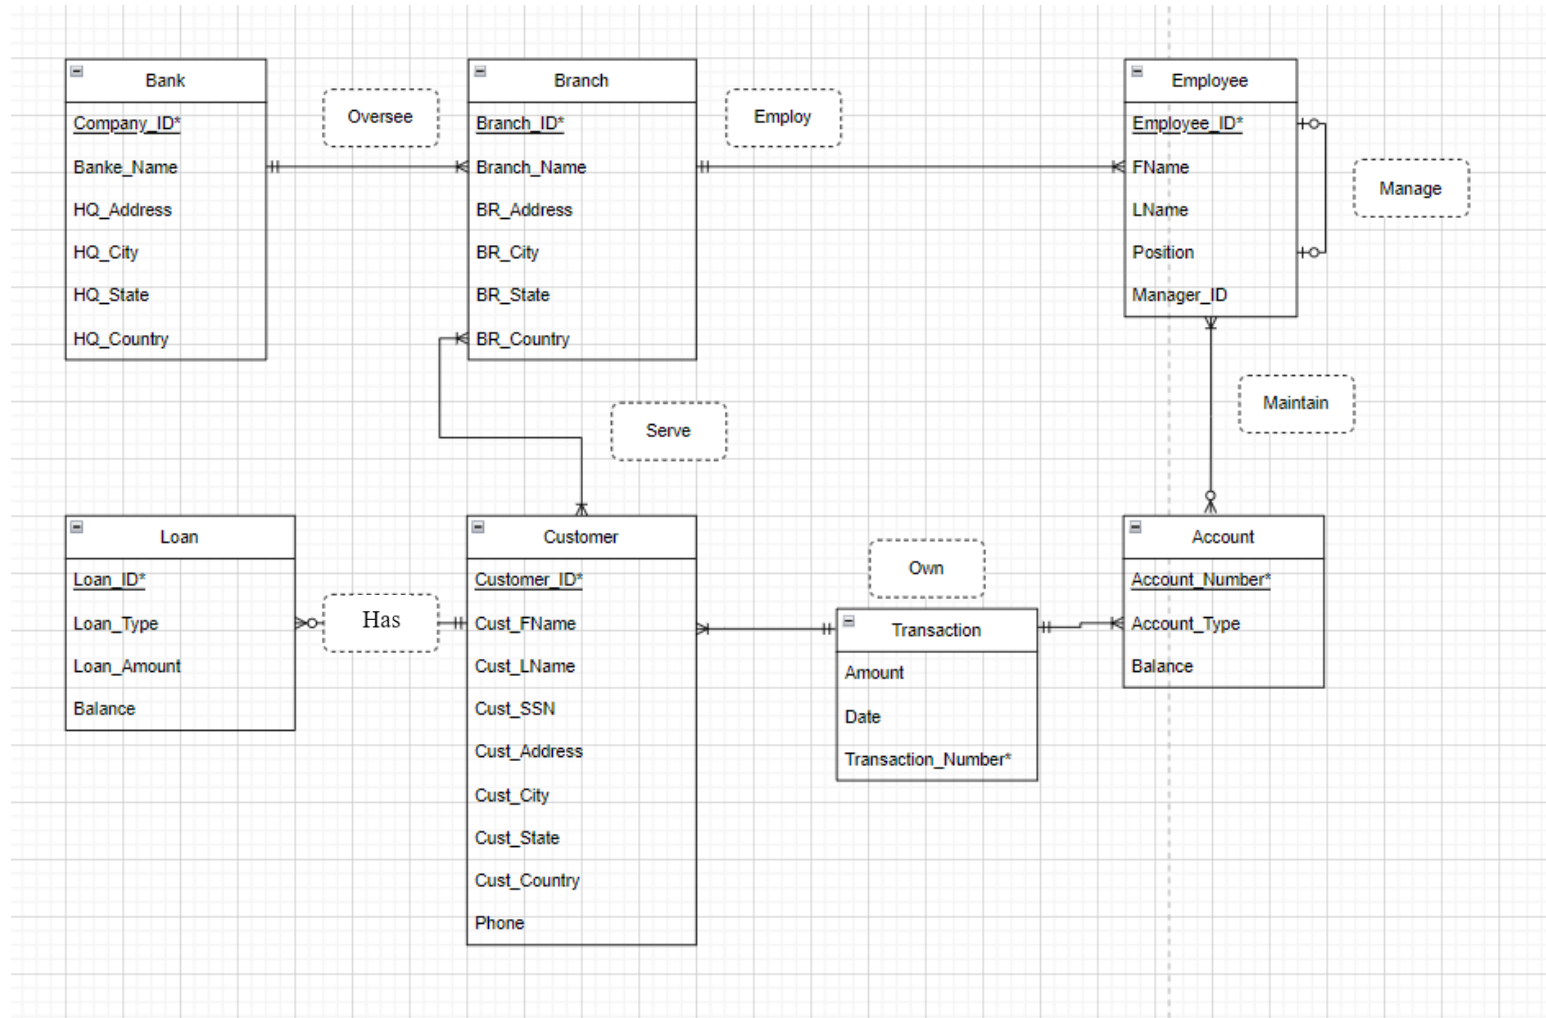 Bank
Company_ID*
Banke_Name
HQ_Address
HQ_City
HQ_State
HQ_Country
Oversee
Branch
Branch_ID*
Branch_Name
BR_Address
BR_City
BR_State
BR_Country
Employ
Employee
Employee_ID*
FName
LName
Position
Manager_ID
Manage
Serve
Maintain
Loan
Loan_ID*
Loan_Type
Loan_Amount
Balance
Has
Customer
Customer_ID*
Cust_FName
Cust_LName
Cust_SSN
Cust_Address
Cust_City
Cust_State
Cust_Country
Phone
Own
Transaction
Amount
Date
Transaction_Number*
Account
Account_Number*
Account_Type
Balance